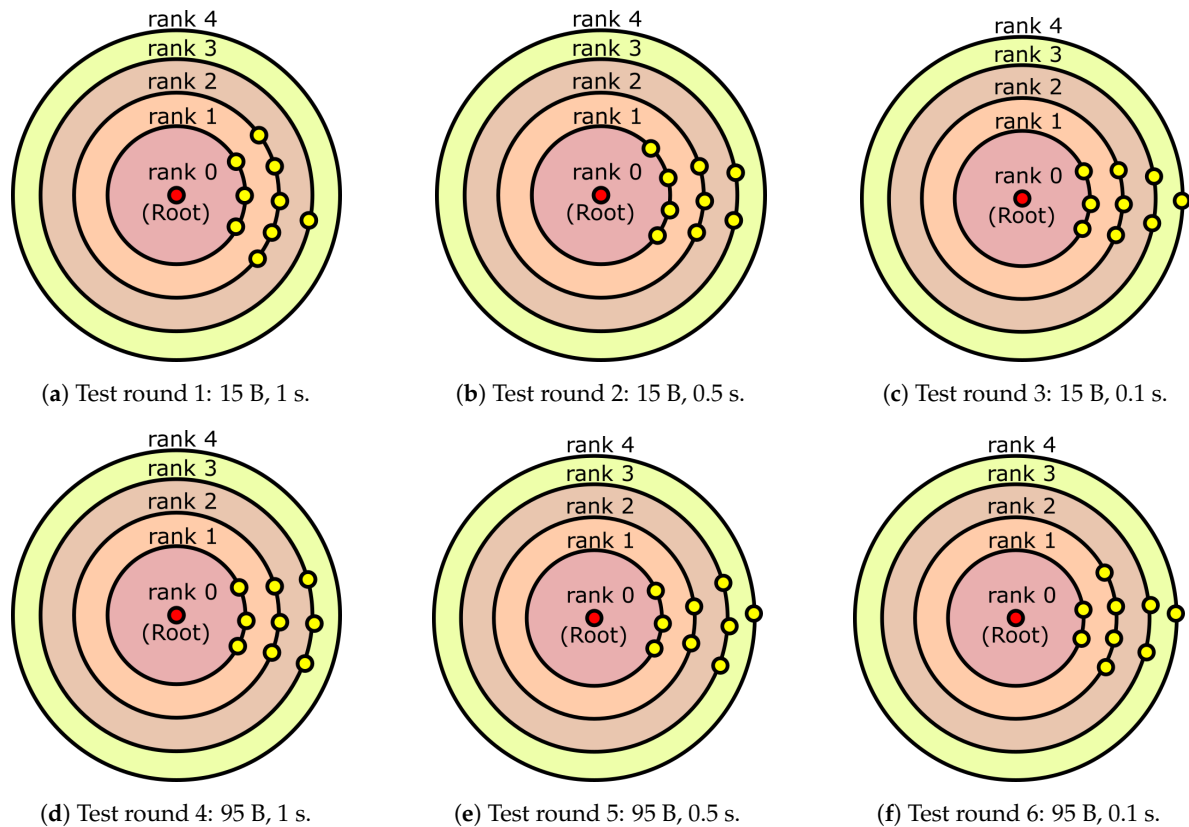 rank 4
rank 3
rank 2
rank 1
rank 0
(Root)
(a) Test round 1: 15 B, 1 s.
rank 4
rank 3
rank 2
rank 1
rank 0
(Root)
(b) Test round 2: 15 B, 0.5 s.
rank 4
rank 3
rank 2
rank 1
rank 0
(Root)
(c) Test round 3: 15 B, 0.1 s.
rank 4
rank 3
rank 2
rank 1
rank 0
(Root)
(d) Test round 4: 95 B, 1 s.
rank 4
rank 3
rank 2
rank 1
rank 0
(Root)
(e) Test round 5: 95 B, 0.5 s.
rank 4
rank 3
rank 2
rank 1
rank 0
(Root)
(f) Test round 6: 95 B, 0.1 s.